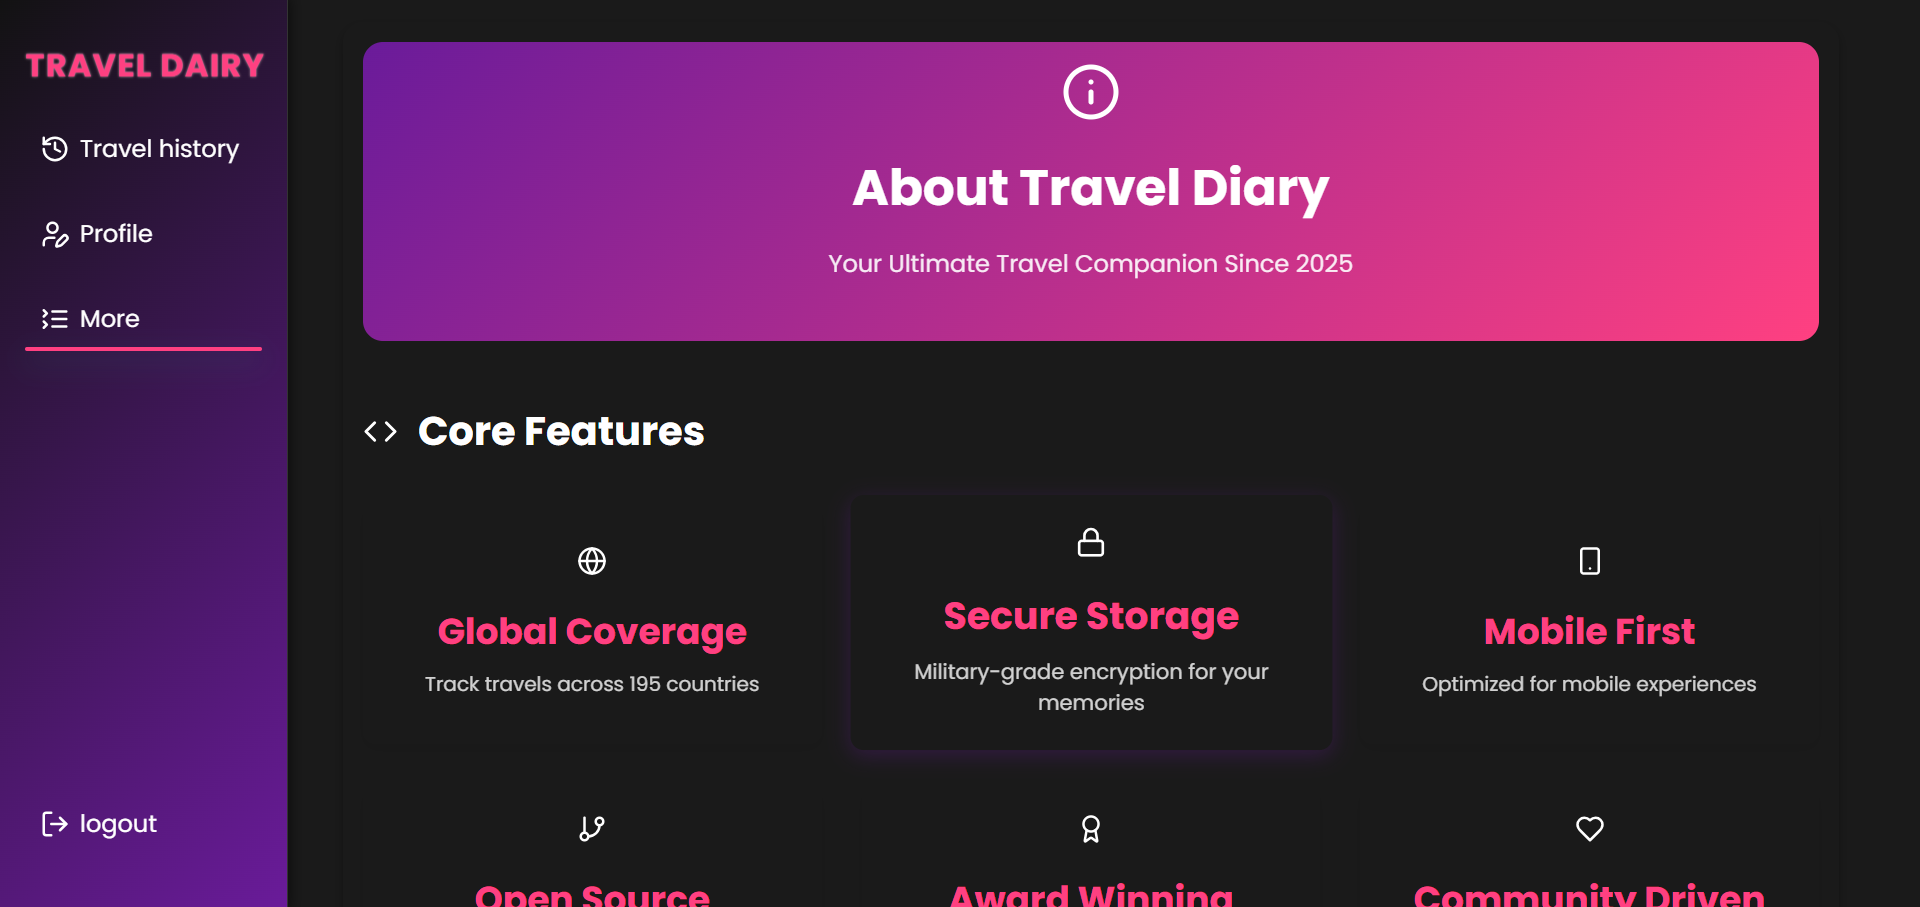 TRAVEL DAIRY
Travel history
Profile
More
logout
About Travel Diary
Your Ultimate Travel Companion Since 2025
Core Features
Global Coverage
Track travels across 195 countries
Secure Storage
Military-grade encryption for your
memories
Mobile First
Optimized for mobile experiences
Open Source
Award Winning
Community Driven